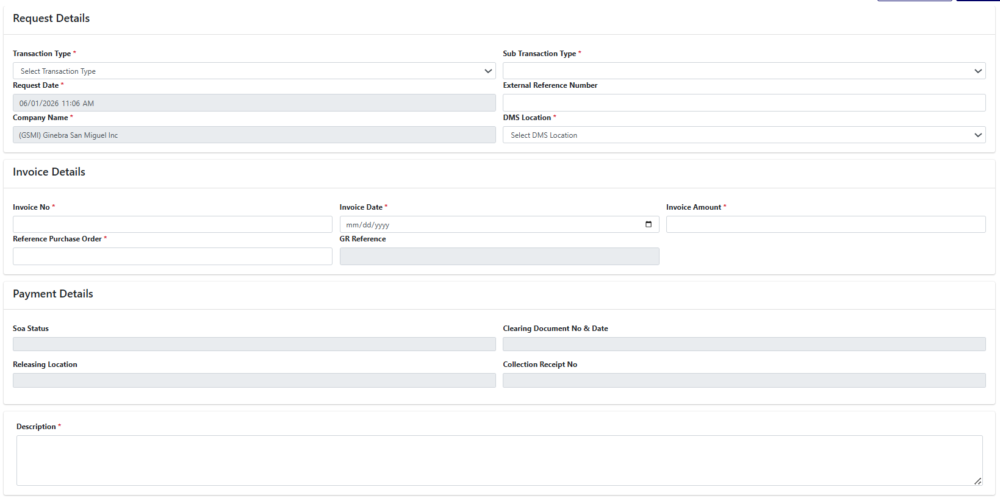 Request Details
Transaction Type *
Sub Transaction Type *
Select Transaction Type
Request Date *
External Reference Number
06/01/2026 11:06 AM
Company Name *
DMS Location *
(GSMI) Ginebra San Miguel Inc
Select DMS Location
Invoice Details
Invoice No *
Invoice Date *
Invoice Amount *
mm/dd/yyyy
Reference Purchase Order *
GR Reference
Payment Details
Soa Status
Clearing Document No & Date
Releasing Location
Collection Receipt No
Description *